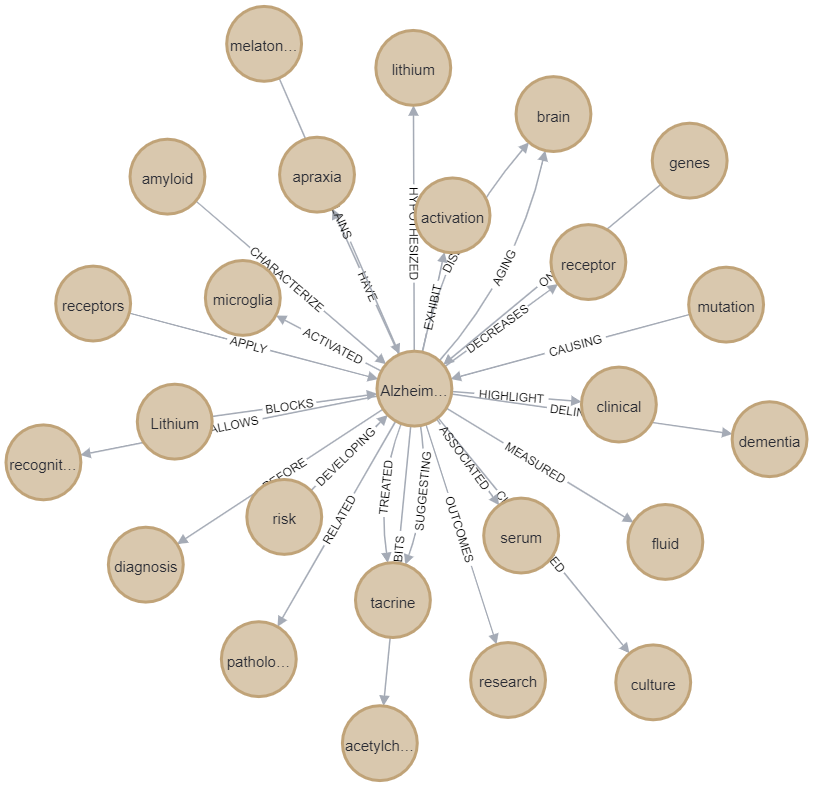 melaton…
lithium
brain
genes
amyloid
apraxia
activation
receptor
receptors
microglia
mutation
Alzheim…
Lithium
clinical
dementia
recognit…
risk
serum
fluid
diagnosis
tacrine
patholo…
research
culture
acetylch…
AINS
HAVE
HYPOTHESIZED
EXHIBIT
DIS
AGING
ON
DECREASES
CHARACTERIZE
ACTIVATED
APPLY
CAUSING
BLOCKS
ALLOWS
HIGHLIGHT
DELIN
BEFORE
DEVELOPING
RELATED
TREATED
BITS
SUGGESTING
ASSOCIATED
MEASURED
OUTCOMES
ED